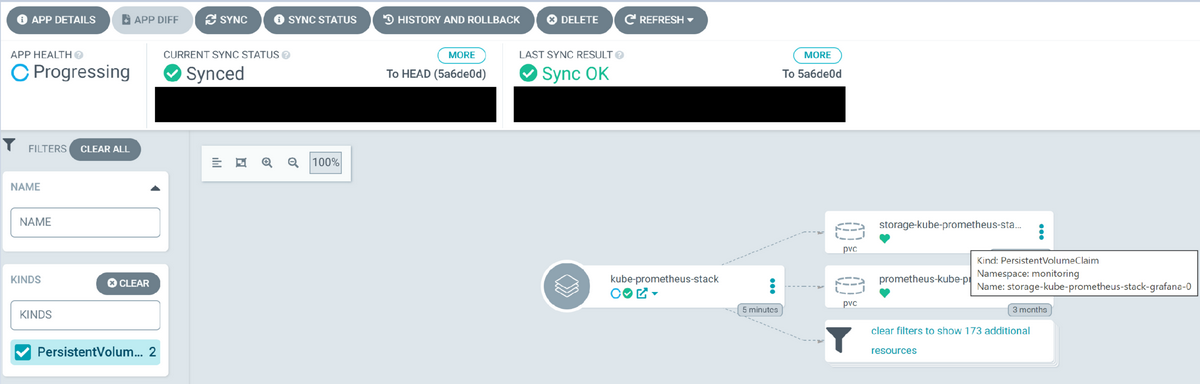 APP DETAILS
APP DIFF
SYNC
SYNC STATUS
HISTORY AND ROLLBACK
DELETE
REFRESH
APP HEALTH
Progressing
CURRENT SYNC STATUS
MORE
Synced
To HEAD (5a6de0d)
LAST SYNC RESULT
MORE
Sync OK
To 5a6de0d
FILTERS
CLEAR ALL
NAME
NAME
KINDS
CLEAR
KINDS
PersistentVolum... 2
100%
kube-prometheus-stack
5 minutes
storage-kube-prometheus-sta...
pvc
Kind: PersistentVolumeClaim
Namespace: monitoring
Name: storage-kube-prometheus-stack-grafana-0
prometheus-kube-pr
pvc
3 months
clear filters to show 173 additional
resources